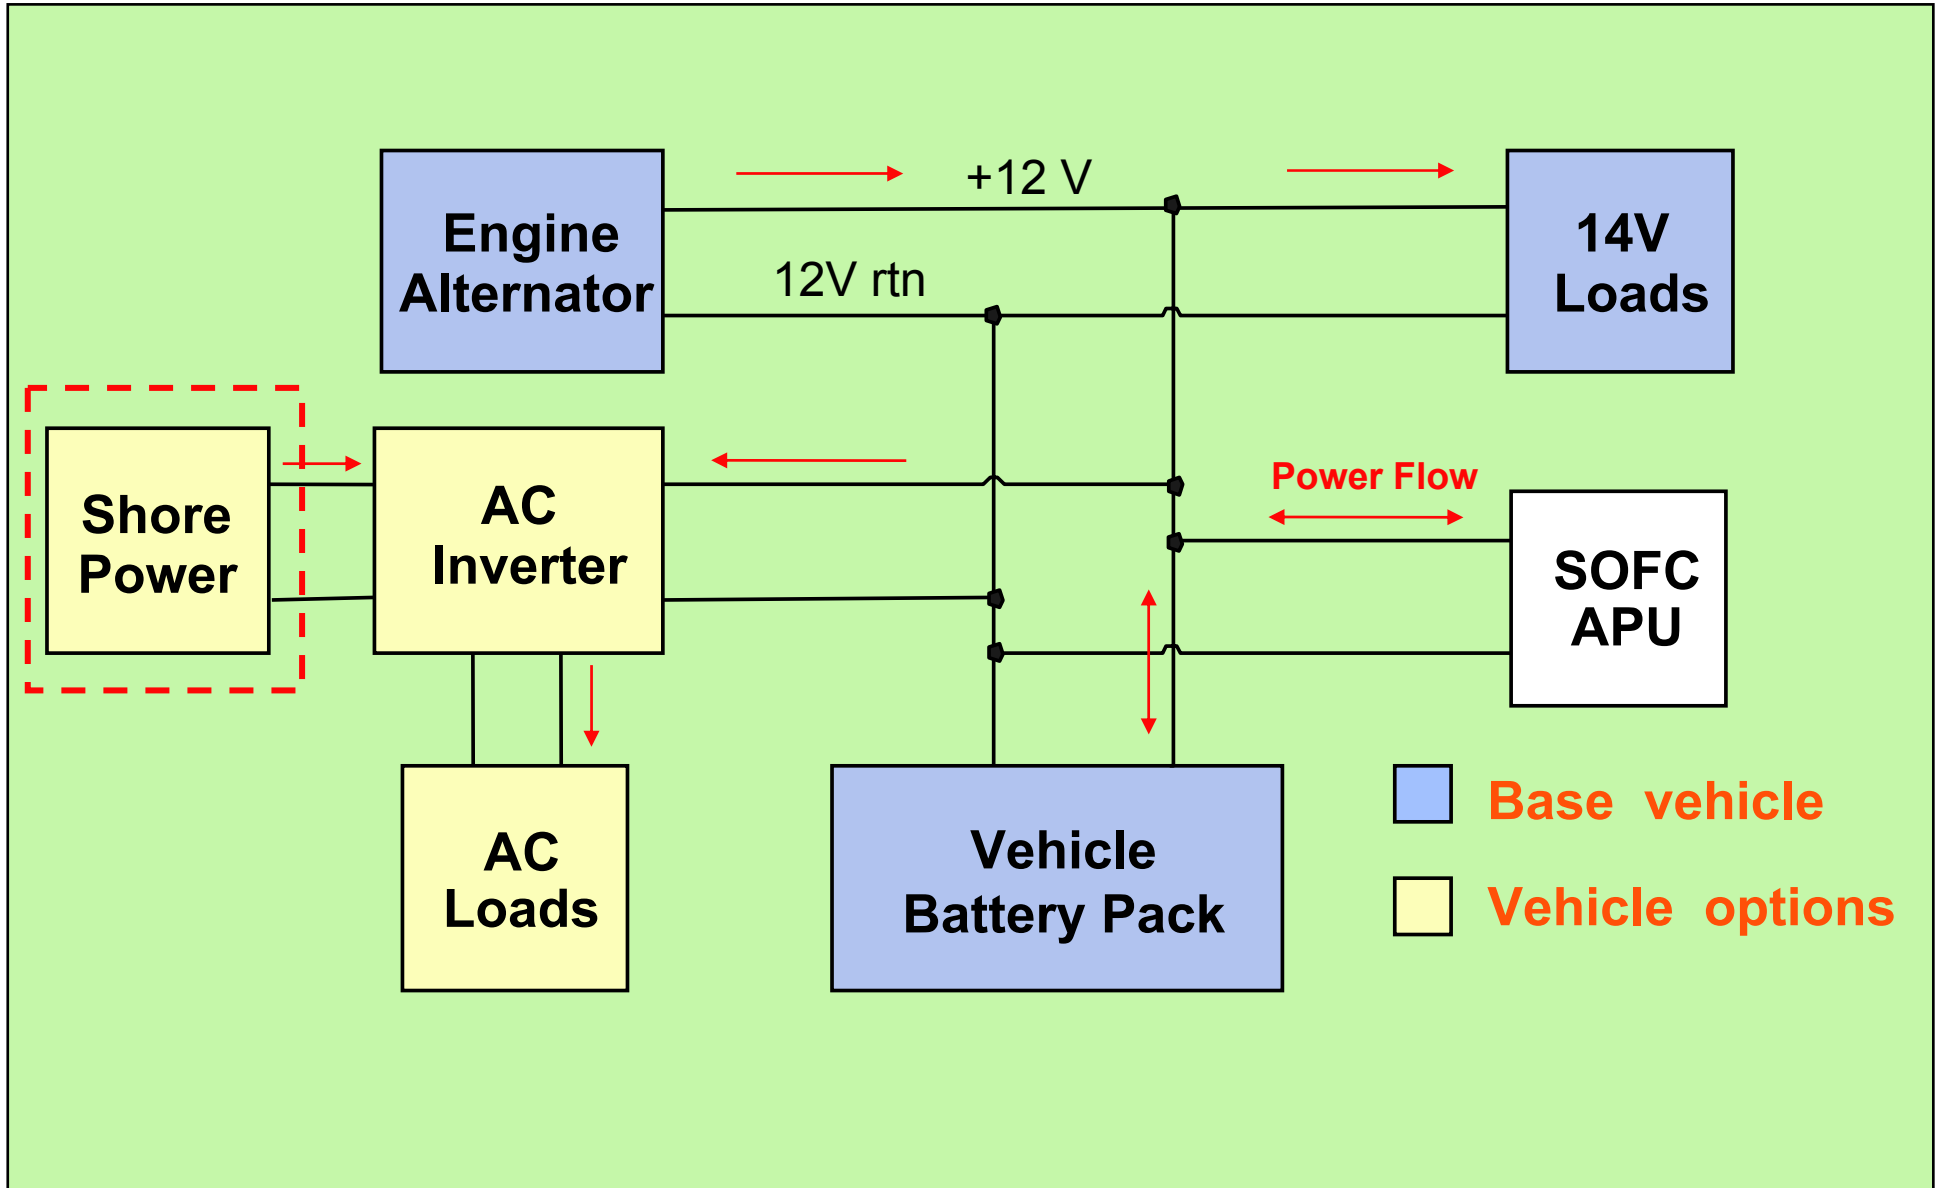 +12 V
Engine
Alternator
12V rtn
14V
Loads
Shore
Power
AC
Inverter
Power Flow
SOFC
APU
AC
Loads
Vehicle
Battery Pack
Base vehicle
Vehicle options